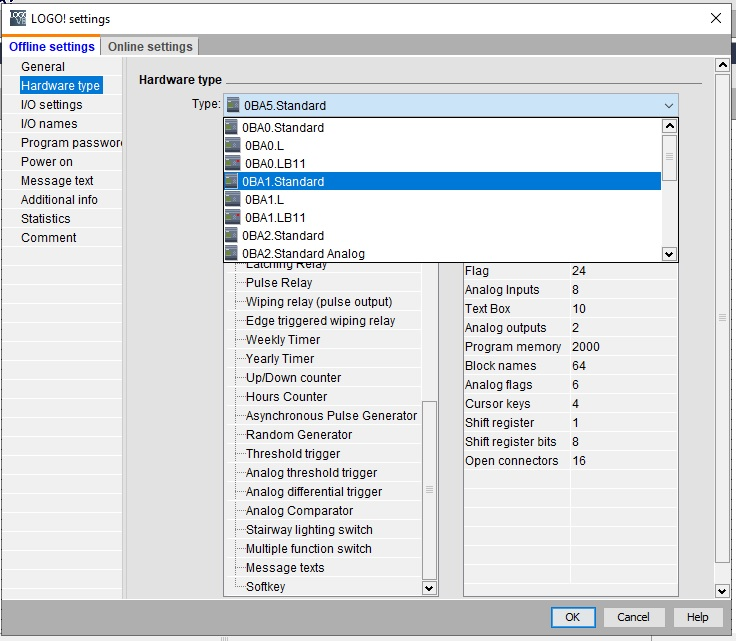 LOGO! settings
Offline settings
Online settings
General
Hardware type
I/O settings
I/O names
Program passwor
Power on
Message text
Additional info
Statistics
Comment
Hardware type
Type: 0BA5.Standard
0BA0.Standard
0BA0.L
0BA0.LB11
0BA1.Standard
0BA1.L
0BA1.LB11
0BA2.Standard
0BA2.Standard Analog
Latching Relay
Pulse Relay
Wiping relay (pulse output)
Edge triggered wiping relay
Weekly Timer
Yearly Timer
Up/Down counter
Hours Counter
Asynchronous Pulse Generator
Random Generator
Threshold trigger
Analog threshold trigger
Analog differential trigger
Analog Comparator
Stairway lighting switch
Multiple function switch
Message texts
Softkey
Flag 24
Analog Inputs 8
Text Box 10
Analog outputs 2
Program memory 2000
Block names 64
Analog flags 6
Cursor keys 4
Shift register 1
Shift register bits 8
Open connectors 16
OK
Cancel
Help